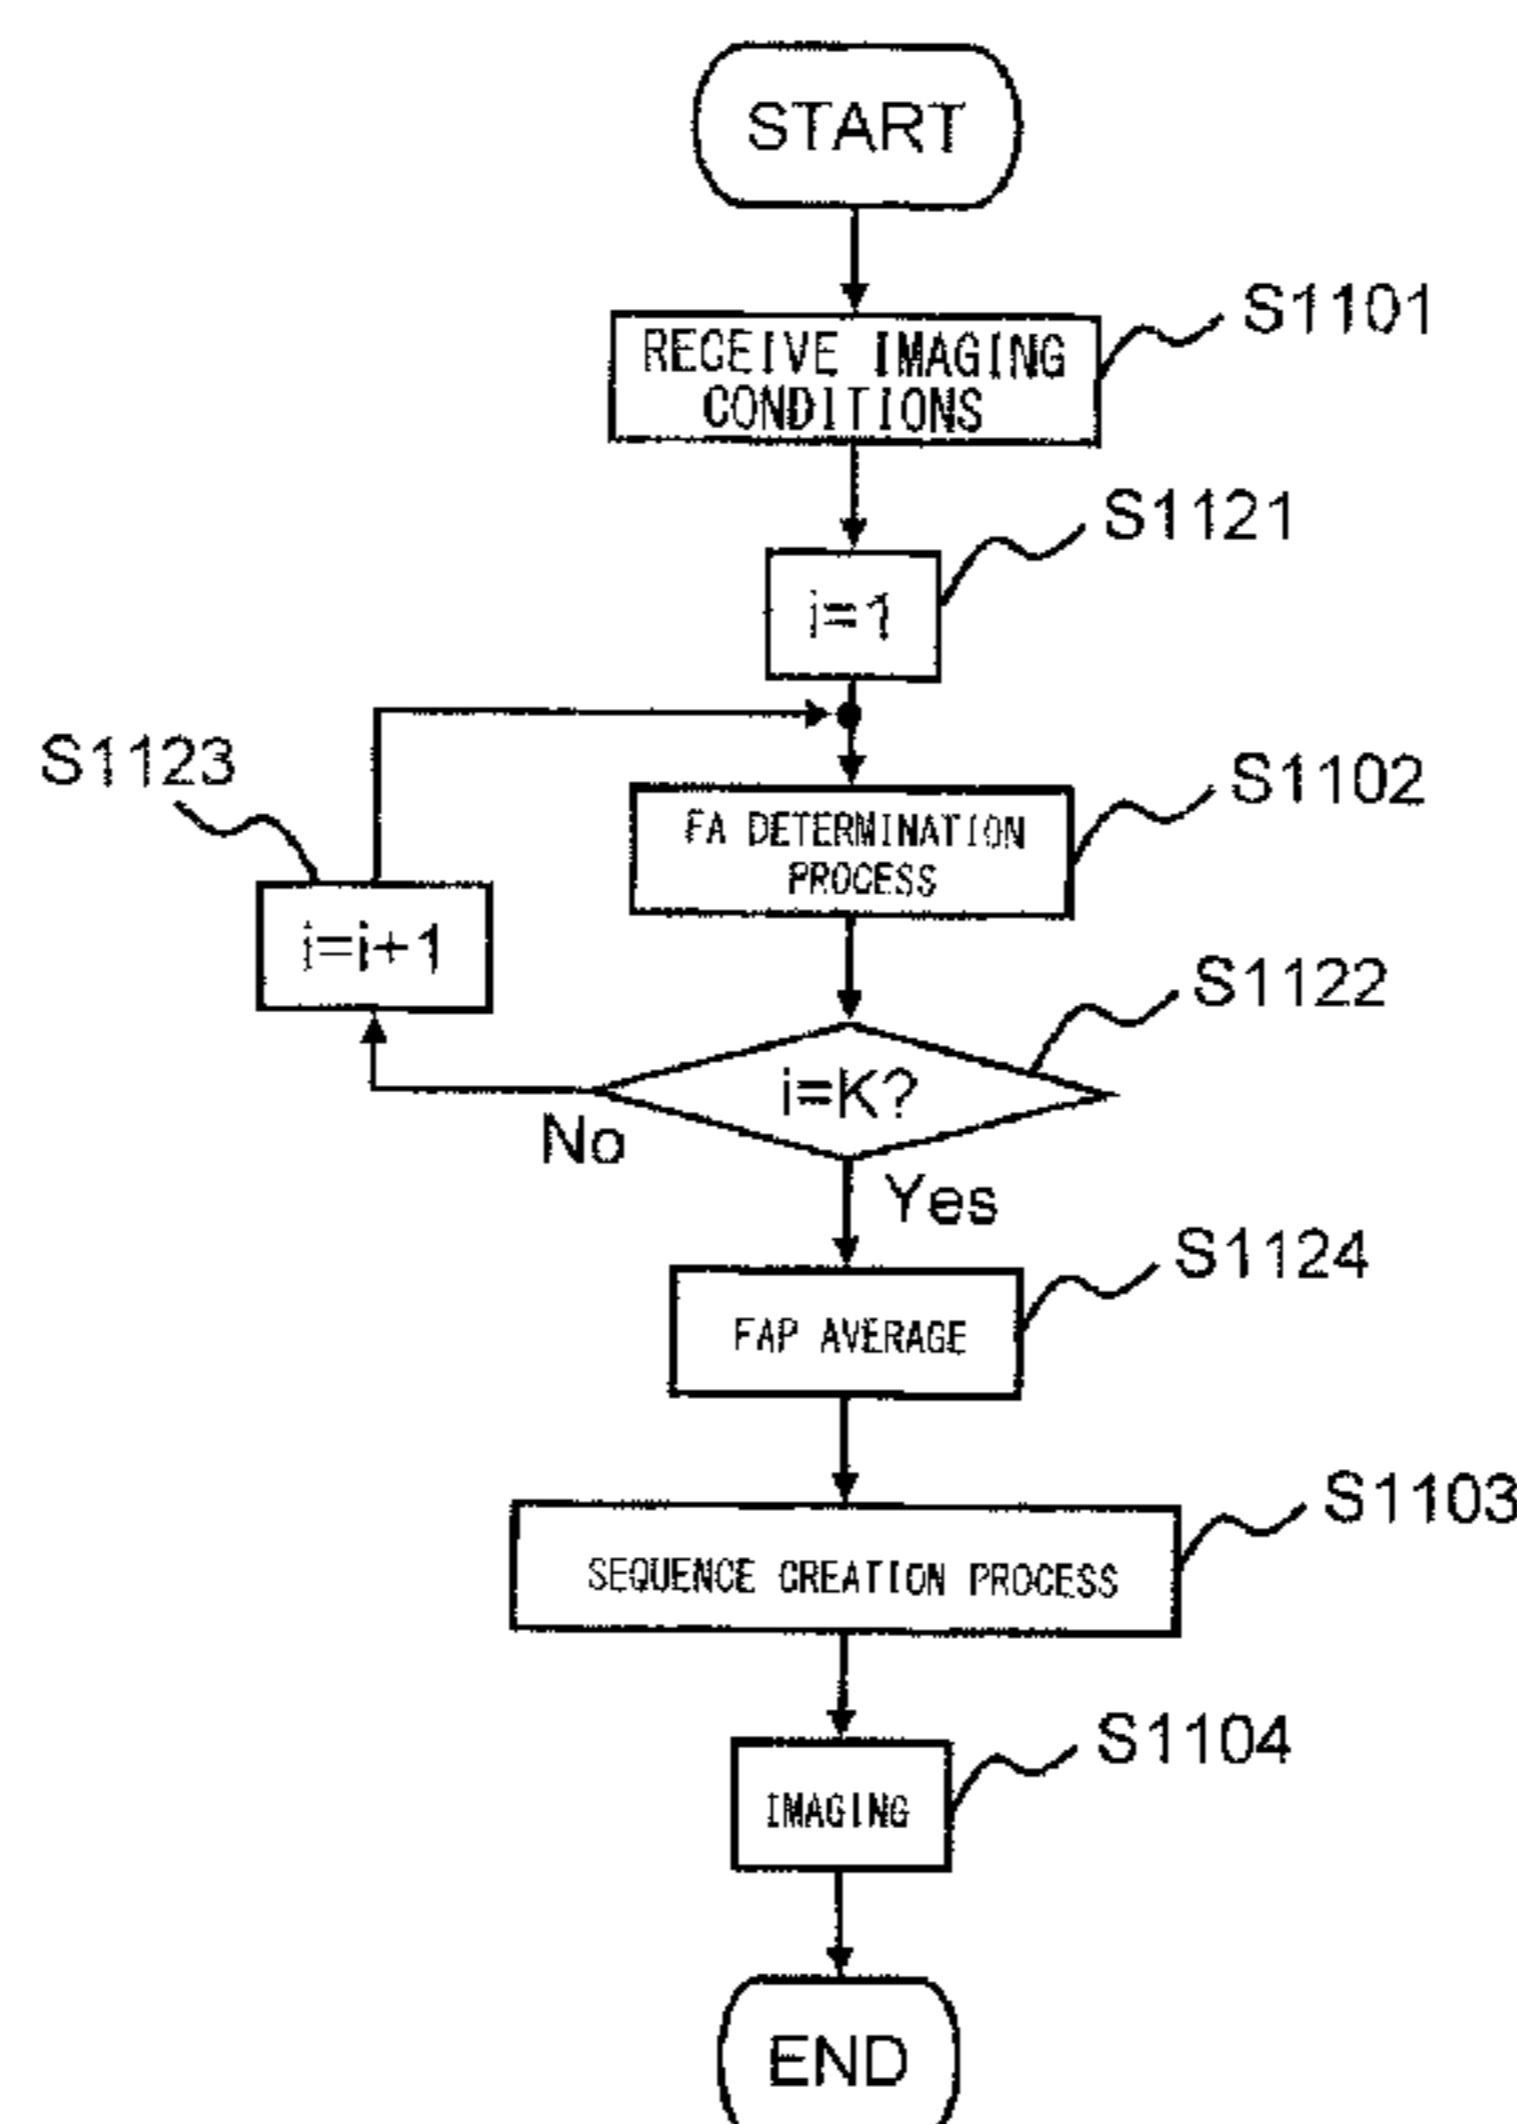 START
S1101
RECEIVE IMAGING
CONDITIONS
S1121
i=1
S1123
S1102
FA DETERMINATION
PROCESS
i=i+1
S1122
i=K?
No
Yes
S1124
FAP AVERAGE
S1103
SEQUENCE CREATION PROCESS
S1104
IMAGING
END